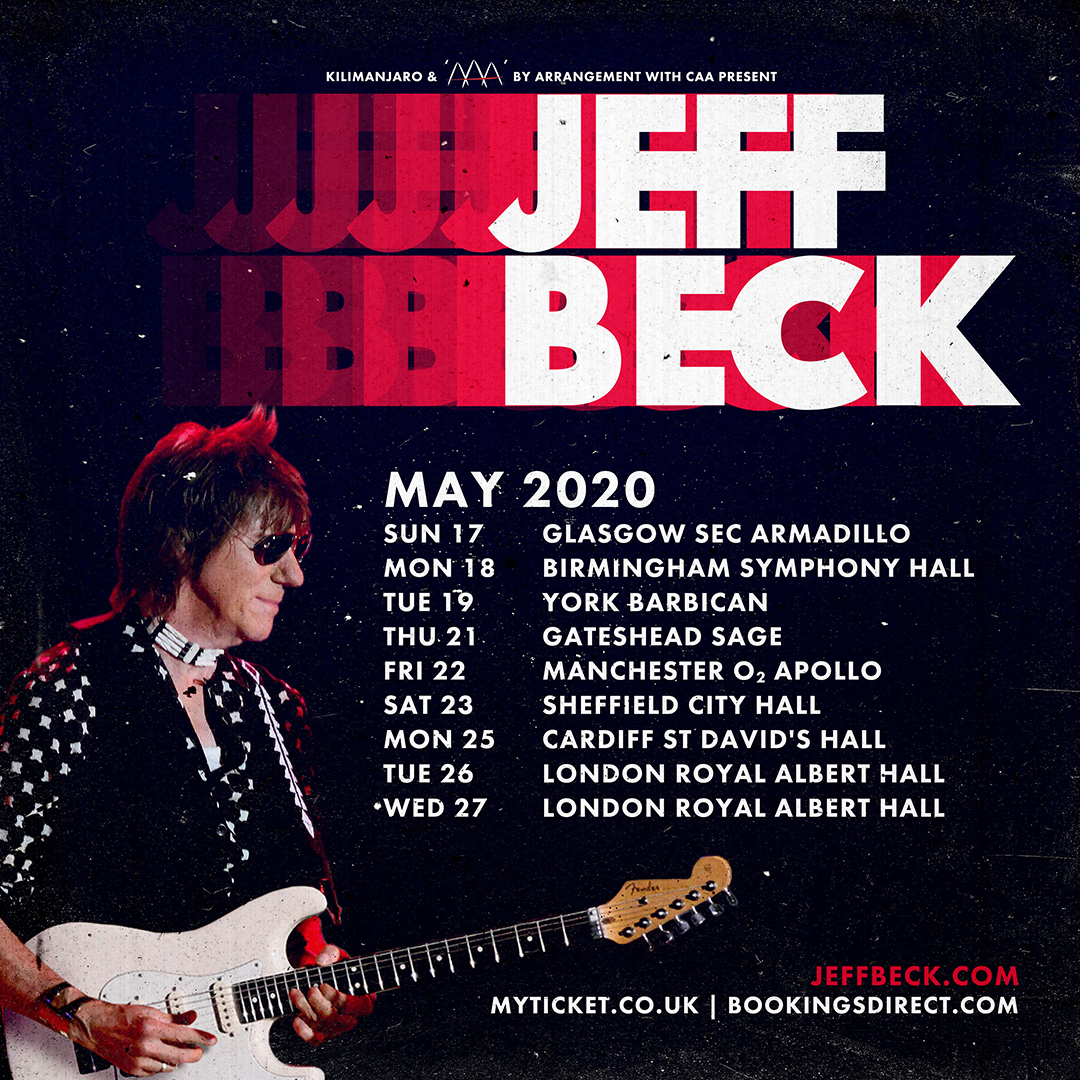 KILIMANJARO & 'AAA' BY ARRANGEMENT WITH CAA PRESENT
JEFF
BECK
MAY 2020
SUN 17 GLASGOW SEC ARMADILLO
MON 18 BIRMINGHAM SYMPHONY HALL
TUE 19 YORK BARBICAN
THU 21 GATESHEAD SAGE
FRI 22 MANCHESTER O₂ APOLLO
SAT 23 SHEFFIELD CITY HALL
MON 25 CARDIFF ST DAVID'S HALL
TUE 26 LONDON ROYAL ALBERT HALL
WED 27 LONDON ROYAL ALBERT HALL
Fender
JEFFBECK.COM
MYTICKET.CO.UK | BOOKINGSDIRECT.COM